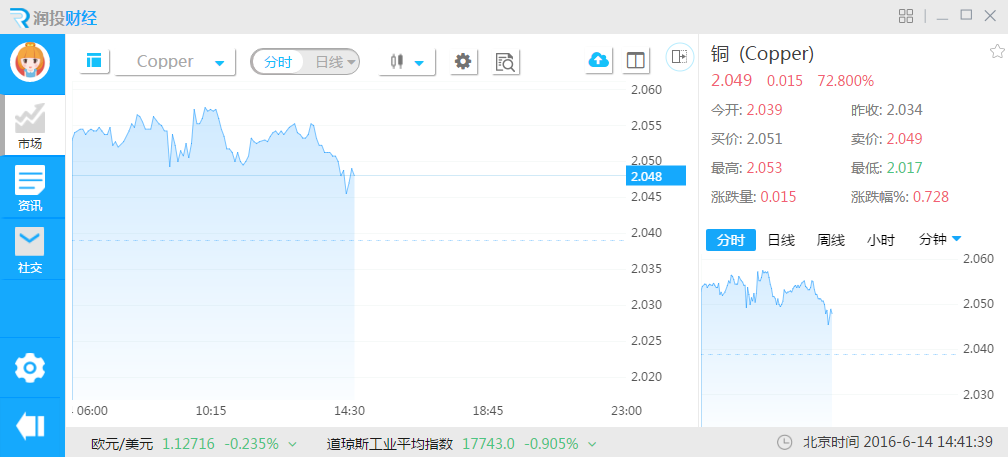 润投财经
市场
资讯
社交
Copper 分时 日线
2.060
2.055
2.050
2.048
2.045
2.040
2.035
2.030
2.025
2.020
06:00 10:15 14:30 18:45 23:00
铜 (Copper)
2.049 0.015 72.800%
今开: 2.039 昨收: 2.034
买价: 2.051 卖价: 2.049
最高: 2.053 最低: 2.017
涨跌量: 0.015 涨跌幅%: 0.728
分时 日线 周线 小时 分钟
2.060
2.050
2.040
2.030
欧元/美元 1.12716 -0.235% 道琼斯工业平均指数 17743.0 -0.905% 北京时间 2016-6-14 14:41:39